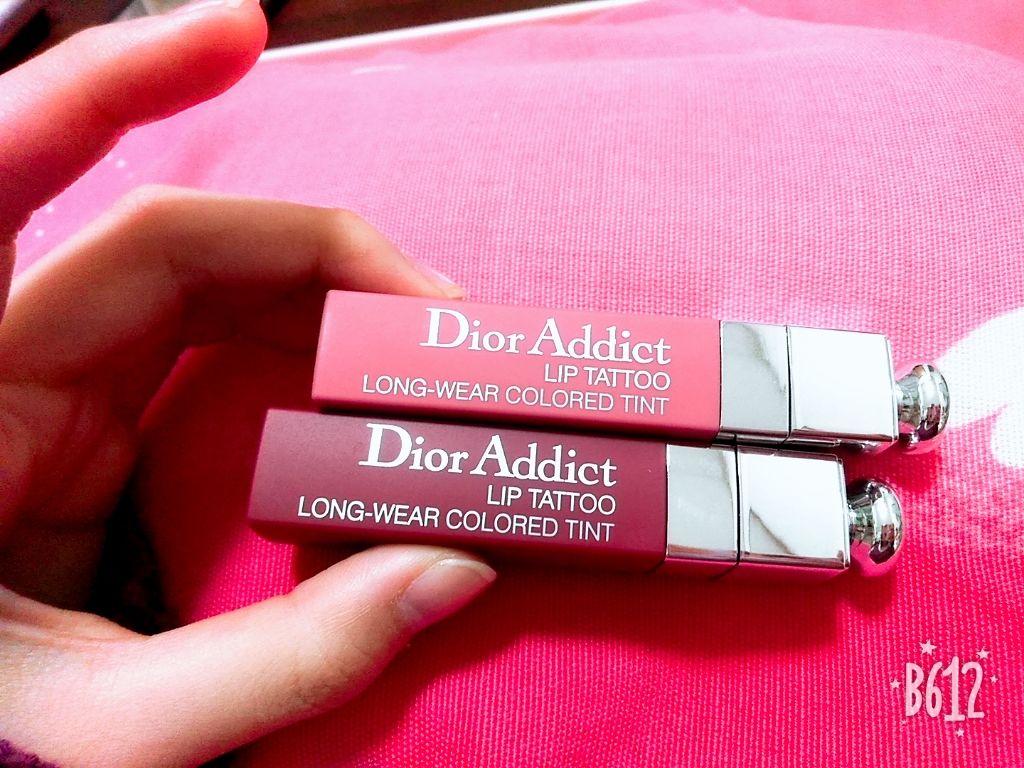 Dior Addict
LIP TATTOO
LONG-WEAR COLORED TINT
Dior Addict
LIP TATTOO
LONG-WEAR COLORED TINT
B612